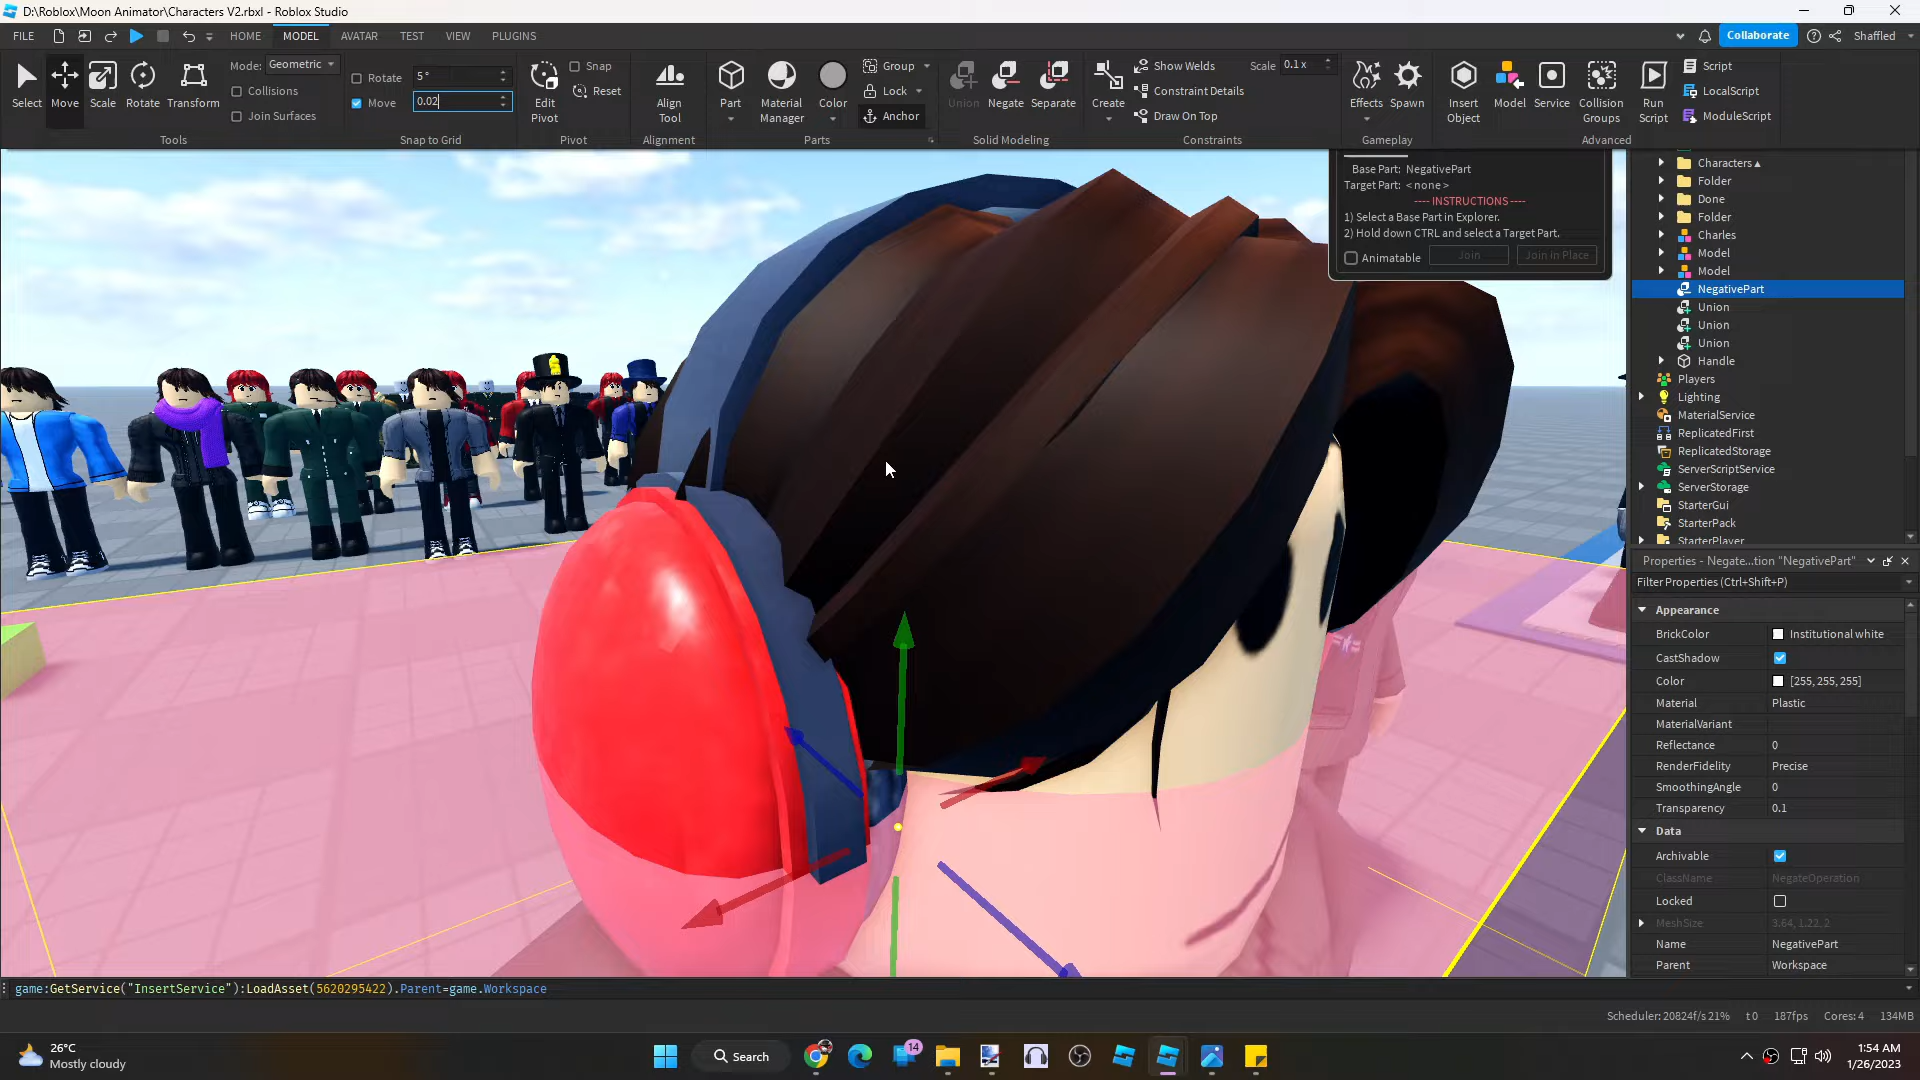 D:\Roblox\Moon Animator\Characters V2.rbxl - Roblox Studio
FILE HOME MODEL AVATAR TEST VIEW PLUGINS Collaborate Shaffled
Select Move Scale Rotate Transform
Mode: Geometric
Collisions
Join Surfaces
Tools
Rotate 5 °
Move 0.02
Snap to Grid
Edit Pivot
Snap
Reset
Pivot
Align Tool
Alignment
Part Material Manager Color
Group
Lock
Anchor
Parts
Union Negate Separate
Solid Modeling
Create
Show Welds
Scale 0.1 x
Constraint Details
Draw On Top
Constraints
Effects Spawn
Gameplay
Insert Object Model Service Collision Groups Run Script
Script
LocalScript
ModuleScript
Advanced
Base Part: NegativePart
Target Part: < none >
---- INSTRUCTIONS ----
1) Select a Base Part in Explorer.
2) Hold down CTRL and select a Target Part.
Animatable Join Join In Place
Characters
Folder
Done
Folder
Charles
Model
Model
NegativePart
Union
Union
Union
Handle
Players
Lighting
MaterialService
ReplicatedFirst
ReplicatedStorage
ServerScriptService
ServerStorage
StarterGui
StarterPack
StarterPlayer
Properties - Negate...tion "NegativePart"
Filter Properties (Ctrl+Shift+P)
Appearance
BrickColor Institutional white
CastShadow
Color [255, 255, 255]
Material Plastic
MaterialVariant
Reflectance 0
RenderFidelity Precise
SmoothingAngle 0
Transparency 0.1
Data
Archivable
ClassName NegateOperation
Locked
MeshSize 3.64, 1.22, 2
Name NegativePart
Parent Workspace
game:GetService("InsertService"):LoadAsset(5620295422).Parent=game.Workspace
Scheduler: 20824f/s 21% t 0 187fps Cores: 4 134MB
26°C
Mostly cloudy
Search
14
1:54 AM
1/26/2023